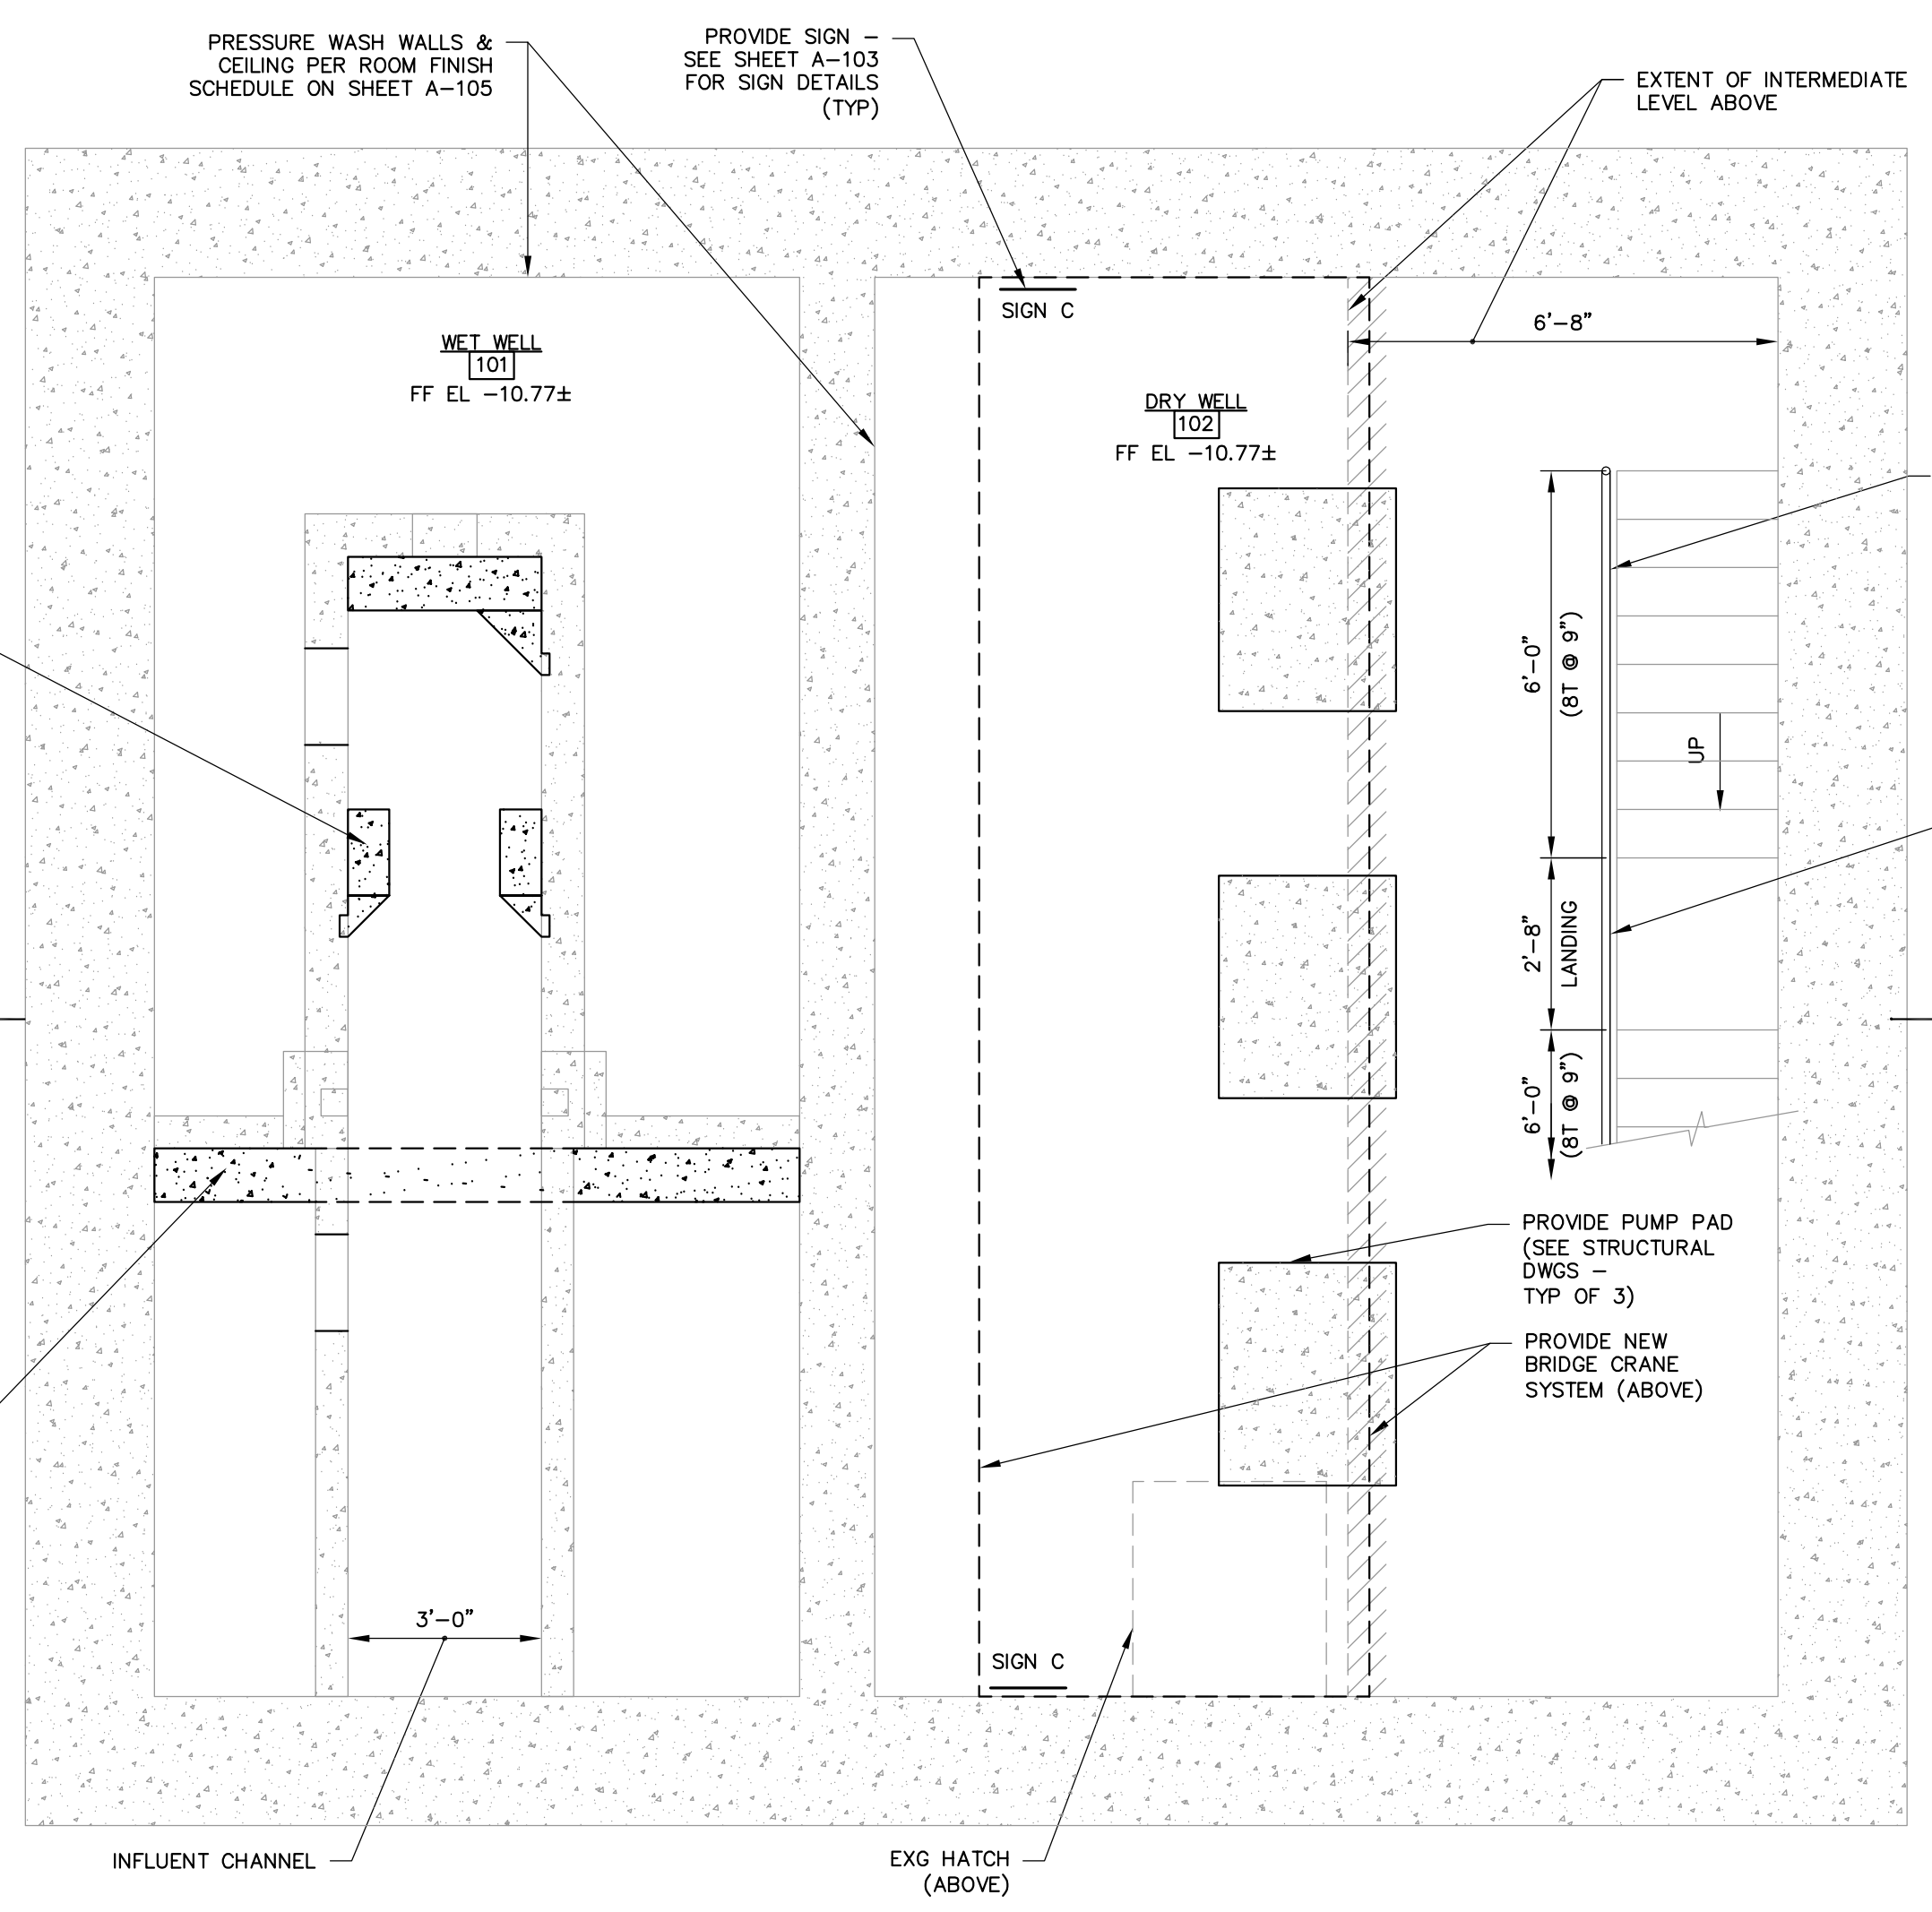 PRESSURE WASH WALLS &
CEILING PER ROOM FINISH
SCHEDULE ON SHEET A-105
PROVIDE SIGN -
SEE SHEET A-103
FOR SIGN DETAILS
(TYP)
EXTENT OF INTERMEDIATE
LEVEL ABOVE
SIGN C
6'-8"
WET WELL
101
FF EL -10.77±
DRY WELL
102
FF EL -10.77±
6'-0"
(8T @ 9")
UP
2'-8"
LANDING
6'-0"
(8T @ 9")
PROVIDE PUMP PAD
(SEE STRUCTURAL
DWGS -
TYP OF 3)
PROVIDE NEW
BRIDGE CRANE
SYSTEM (ABOVE)
3'-0"
SIGN C
INFLUENT CHANNEL
EXG HATCH
(ABOVE)